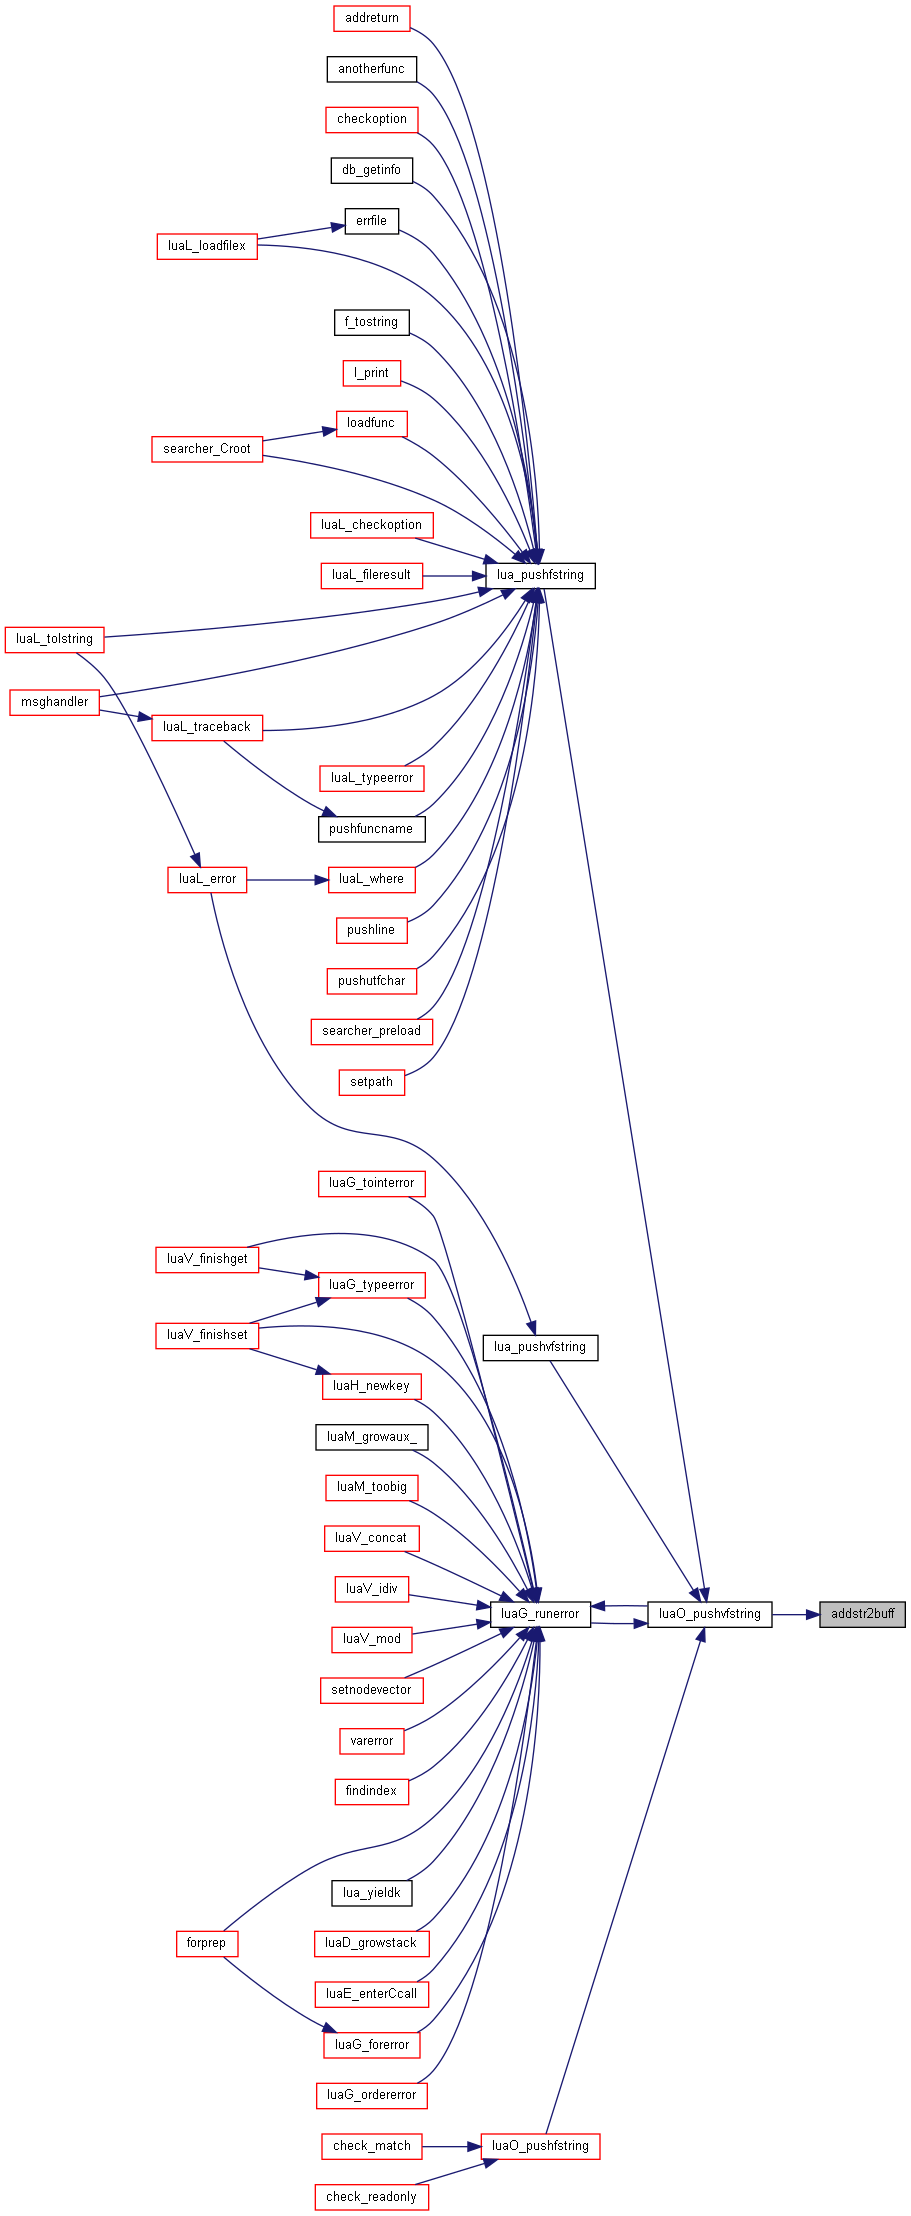 addreturn
anotherfunc
checkoption
db_getinfo
errfile
luaL_loadfilex
f_tostring
l_print
loadfunc
searcher_Croot
luaL_checkoption
lua_pushfstring
luaL_fileresult
luaL_tolstring
msghandler
luaL_traceback
luaL_typeerror
pushfuncname
luaL_error
luaL_where
pushline
pushutfchar
searcher_preload
setpath
luaG_tointerror
luaV_finishget
luaG_typeerror
luaV_finishset
lua_pushvfstring
luaH_newkey
luaM_growaux_
luaM_toobig
luaV_concat
luaV_idiv
luaG_runerror
luaO_pushvfstring
addstr2buff
luaV_mod
setnodevector
varerror
findindex
lua_yieldk
forprep
luaD_growstack
luaE_enterCcall
luaG_forerror
luaG_ordererror
check_match
luaO_pushfstring
check_readonly